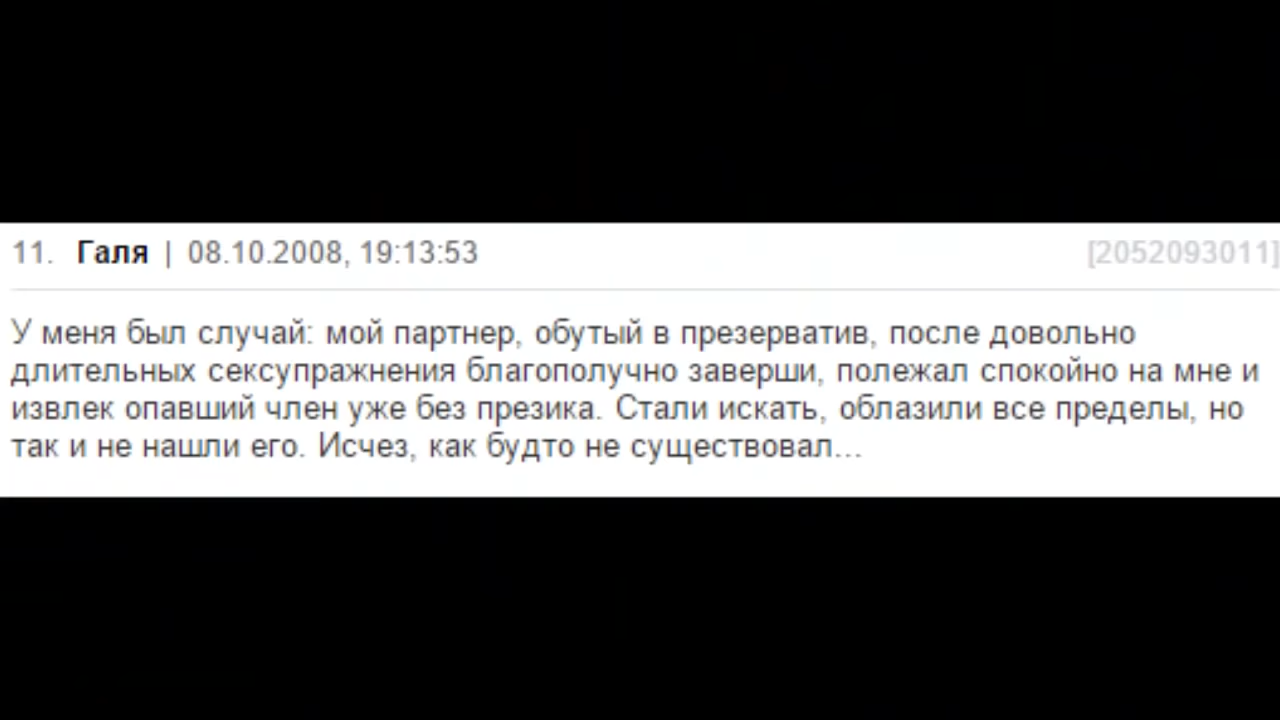 11. Галя | 08.10.2008, 19:13:53 [2052093011]
У меня был случай: мой партнер, обутый в презерватив, после довольно
длительных сексупражнения благополучно заверши, полежал спокойно на мне и
извлек опавший член уже без презика. Стали искать, облазили все пределы, но
так и не нашли его. Исчез, как будто не существовал...